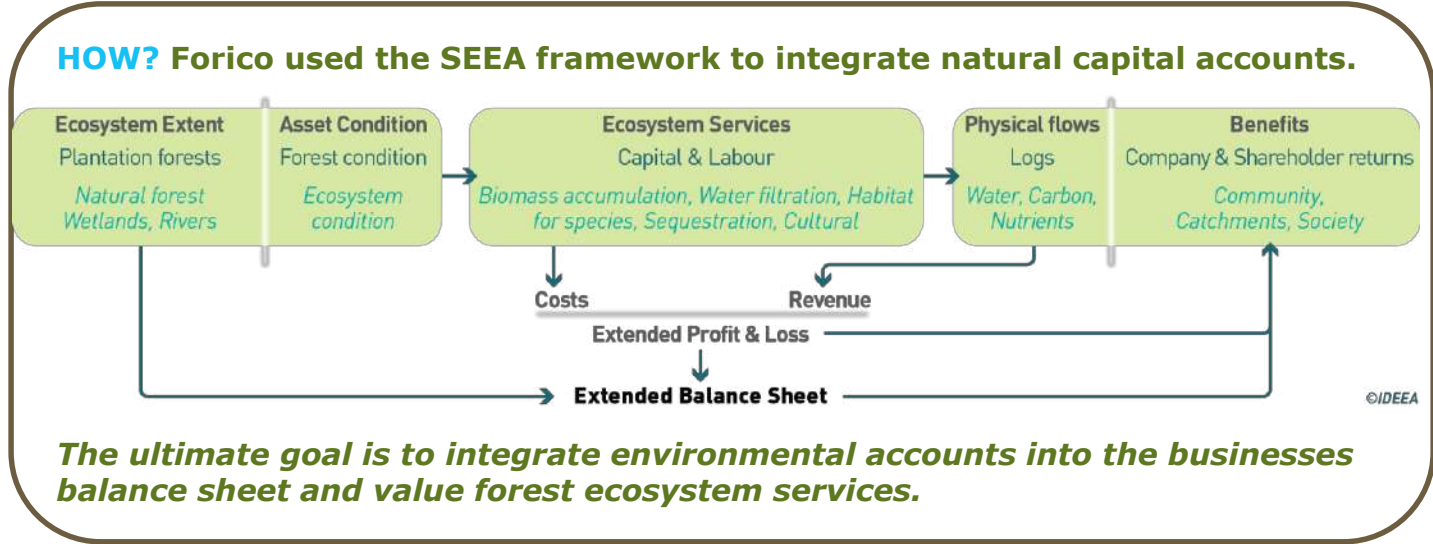 HOW? Forico used the SEEA framework to integrate natural capital accounts.
Ecosystem Extent
Plantation forests
Natural forest
Wetlands, Rivers
Asset Condition
Forest condition
Ecosystem
condition
Ecosystem Services
Capital & Labour
Biomass accumulation, Water filtration, Habitat
for species, Sequestration, Cultural
Physical flows
Logs
Water, Carbon,
Nutrients
Benefits
Company & Shareholder returns
Community,
Catchments, Society
Costs
Revenue
Extended Profit & Loss
Extended Balance Sheet
©IDEEA
The ultimate goal is to integrate environmental accounts into the businesses
balance sheet and value forest ecosystem services.